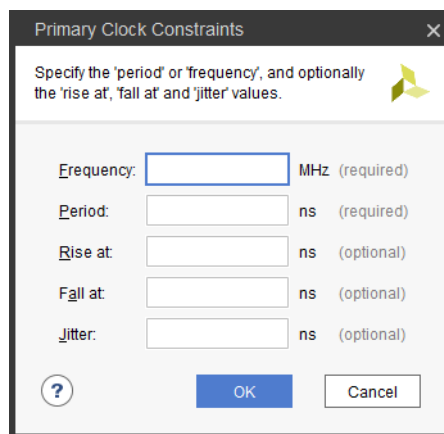 Primary Clock Constraints
Specify the 'period' or 'frequency', and optionally
the 'rise at', 'fall at' and 'jitter' values.
Frequency: MHz (required)
Period: ns (required)
Rise at: ns (optional)
Fall at: ns (optional)
Jitter: ns (optional)
? OK Cancel